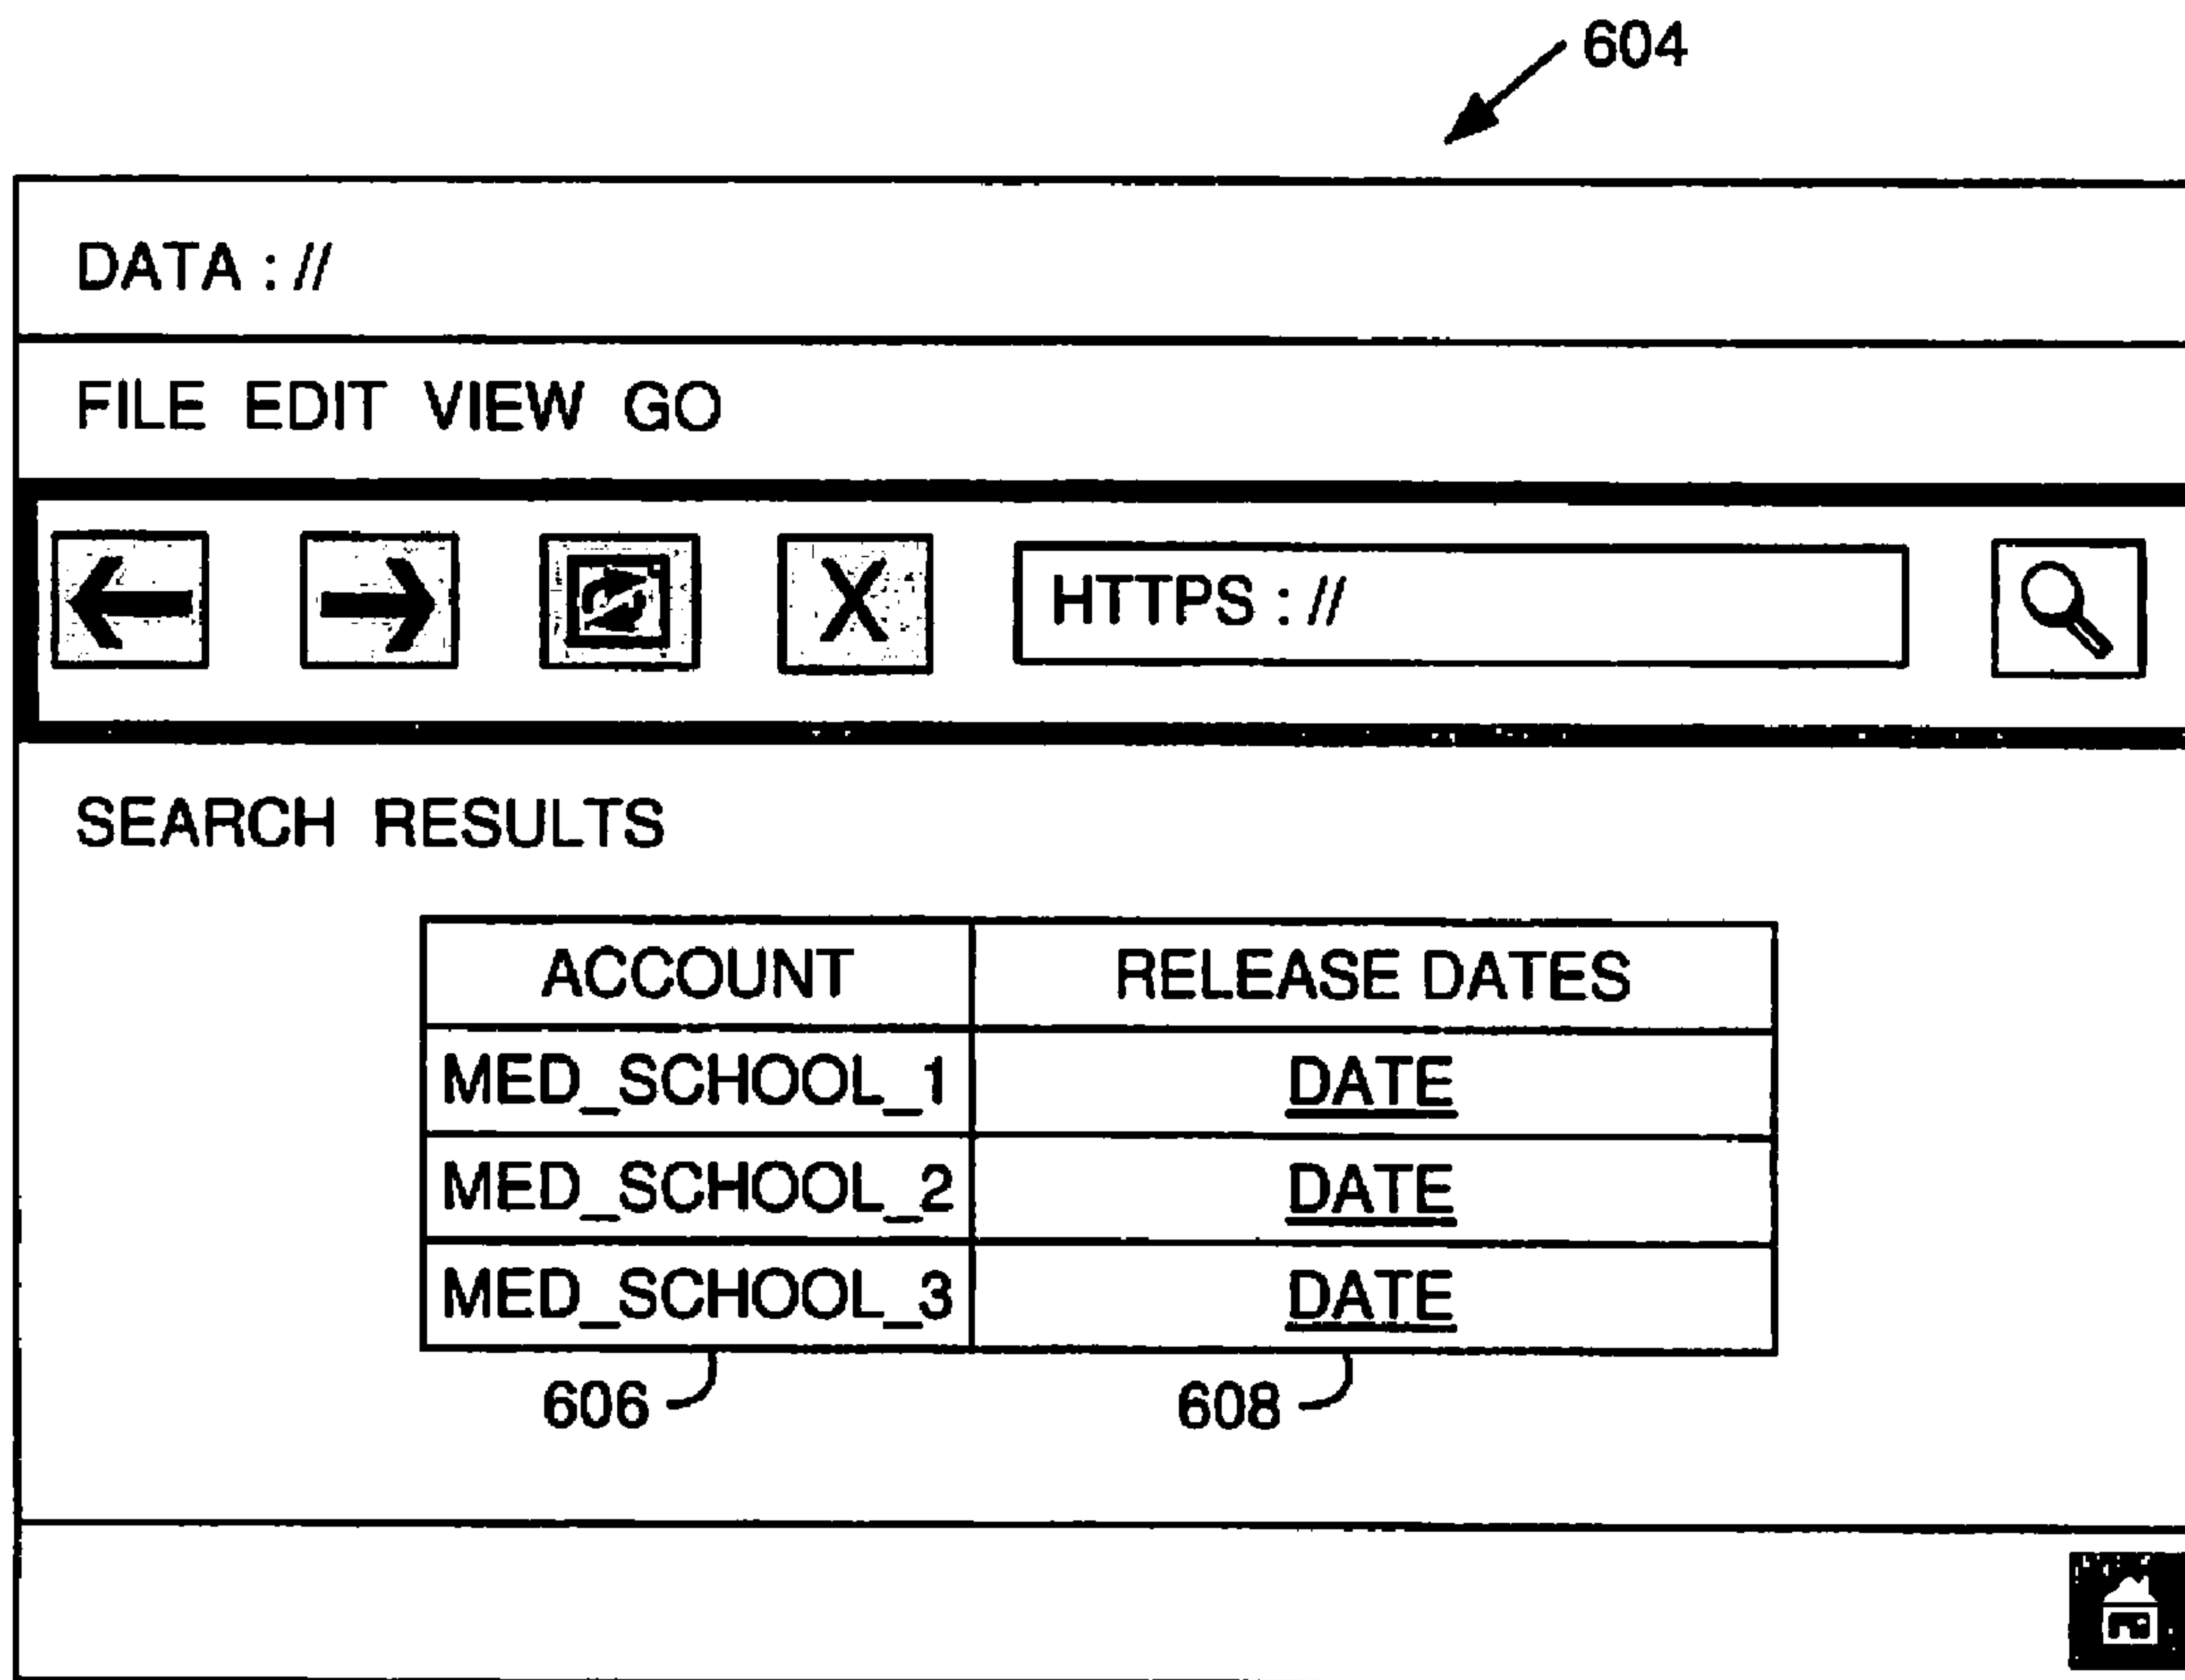 604
DATA : //
FILE EDIT VIEW GO
X HTTPS : //
SEARCH RESULTS
ACCOUNT RELEASE DATES
MED_SCHOOL_1 DATE
MED_SCHOOL_2 DATE
MED_SCHOOL_3 DATE
606 608